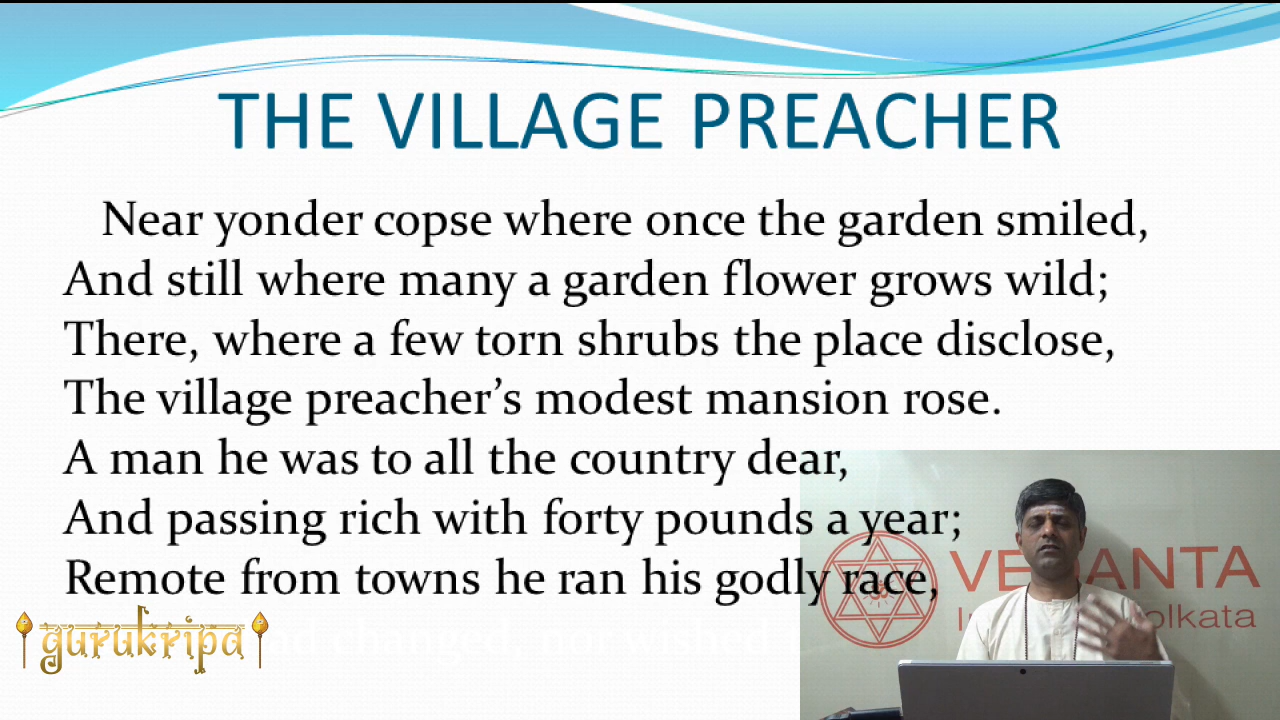 THE VILLAGE PREACHER
Near yonder copse where once the garden smiled,
And still where many a garden flower grows wild;
There, where a few torn shrubs the place disclose,
The village preacher’s modest mansion rose.
A man he was to all the country dear,
And passing rich with forty pounds a year;
Remote from towns he ran his godly race,
changed, nor wished
gurukripa
VEDANTA
Kolkata